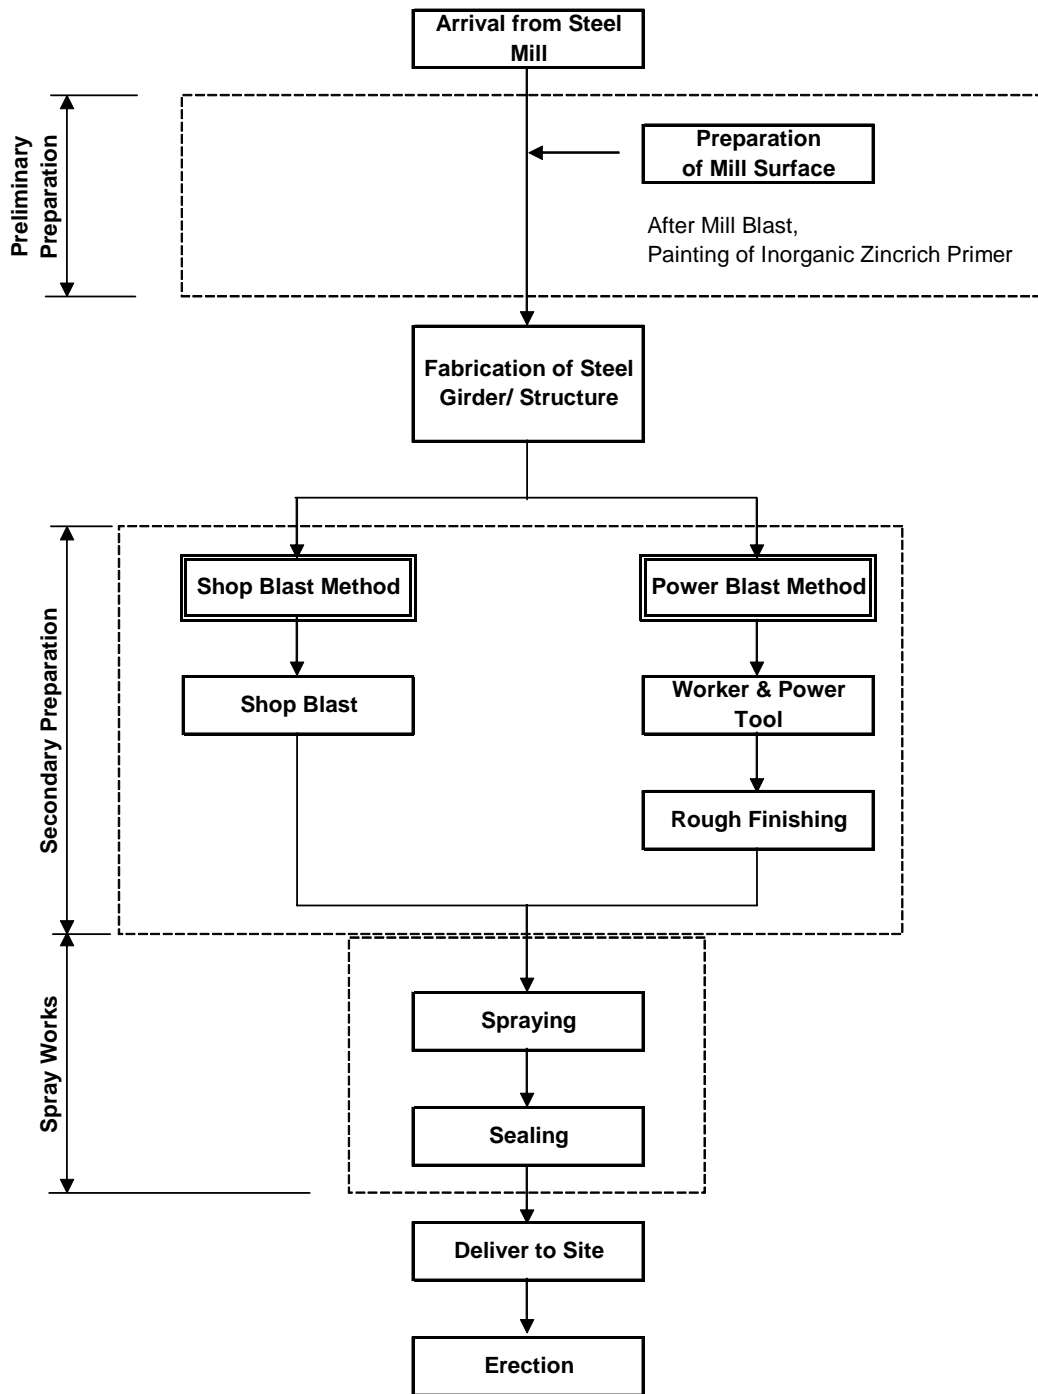 Arrival from Steel
Mill
Preliminary
Preparation
Preparation
of Mill Surface
After Mill Blast,
Painting of Inorganic Zincrich Primer
Fabrication of Steel
Girder/ Structure
Secondary Preparation
Shop Blast Method
Power Blast Method
Shop Blast
Worker & Power
Tool
Rough Finishing
Spray Works
Spraying
Sealing
Deliver to Site
Erection